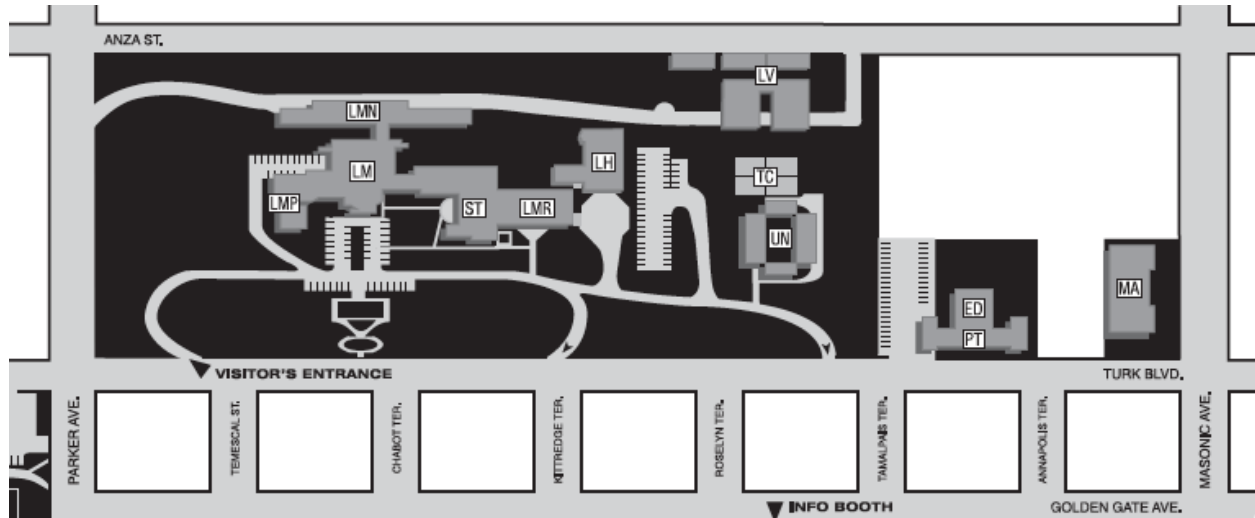 ANZA ST.
LV
LMN
LH
LM
TC
LMP
ST
LMR
UN
MA
ED
PT
VISITOR'S ENTRANCE
TURK BLVD.
PARKER AVE.
TEMESCAL ST.
CHABOT TER.
KITTREDGE TER.
ROSELYN TER.
TAMALPAIS TER.
ANNAPOLIS TER.
MASONIC AVE.
INFO BOOTH
GOLDEN GATE AVE.